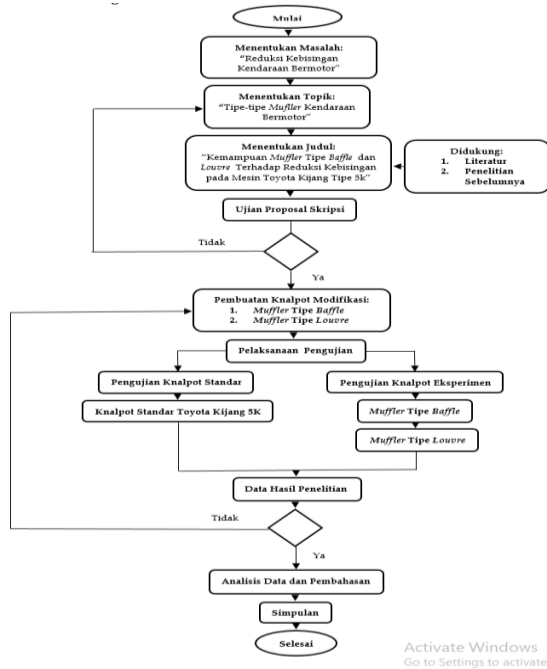 Mulai
Menentukan Masalah:
"Reduksi Kebisingan
Kendaraan Bermotor"
Menentukan Topik:
"Tipe-tipe Muffler Kendaraan
Bermotor"
Menentukan Judul:
"Kemampuan Muffler Tipe Baffle dan
Louvre Terhadap Reduksi Kebisingan
pada Mesin Toyota Kijang Tipe 5k"
Didukung:
1. Literatur
2. Penelitian
Sebelumnya
Ujian Proposal Skripsi
Tidak
Ya
Pembuatan Knalpot Modifikasi:
1. Muffler Tipe Baffle
2. Muffler Tipe Louvre
Pelaksanaan Pengujian
Pengujian Knalpot Standar
Pengujian Knalpot Eksperimen
Knalpot Standar Toyota Kijang 5K
Muffler Tipe Baffle
Muffler Tipe Louvre
Data Hasil Penelitian
Tidak
Ya
Analisis Data dan Pembahasan
Simpulan
Selesai
Activate Windows
Go to Settings to activate